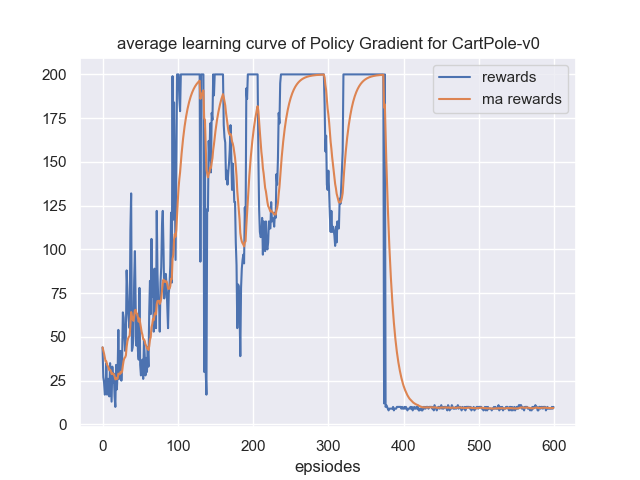 average learning curve of Policy Gradient for CartPole-v0
200
175
150
125
100
75
50
25
0
rewards
ma rewards
0 100 200 300 400 500 600
epsiodes